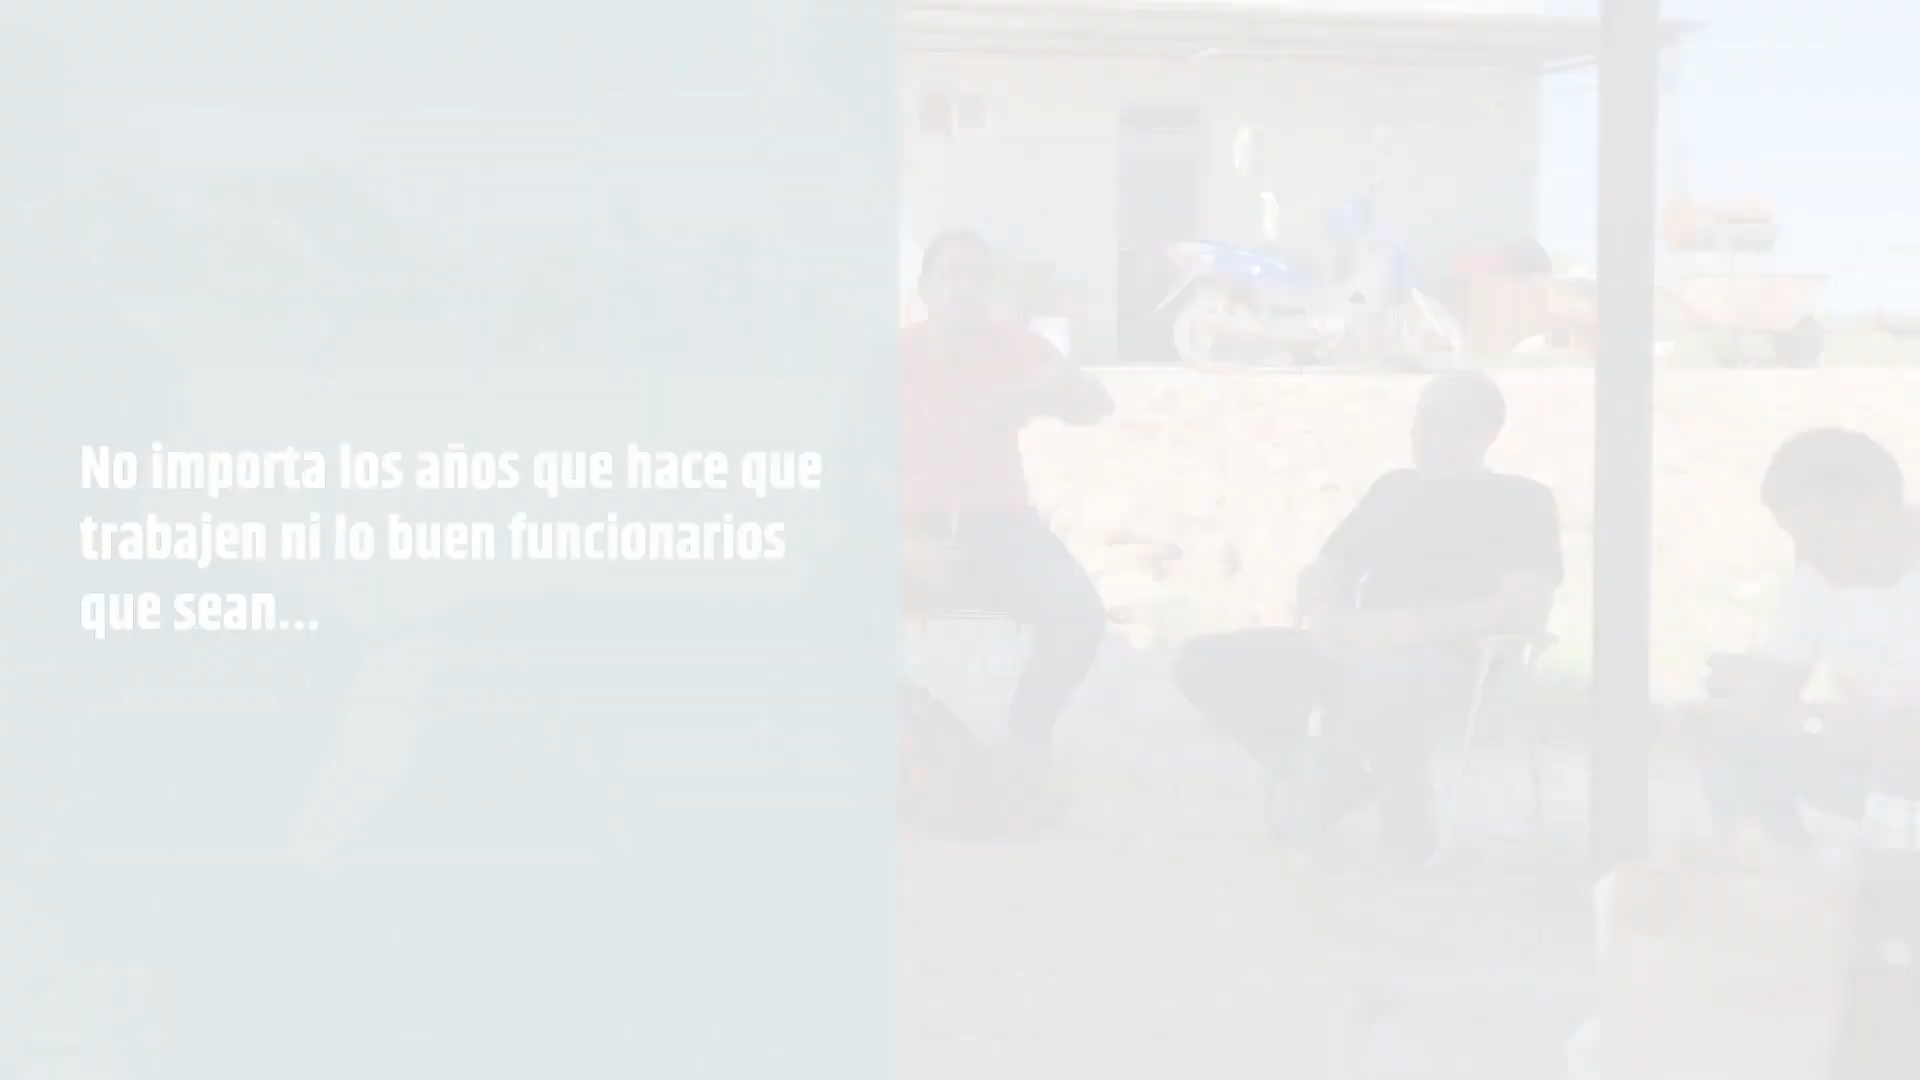 No importa los años que hace que
trabajen ni lo buen funcionarios
que sean...